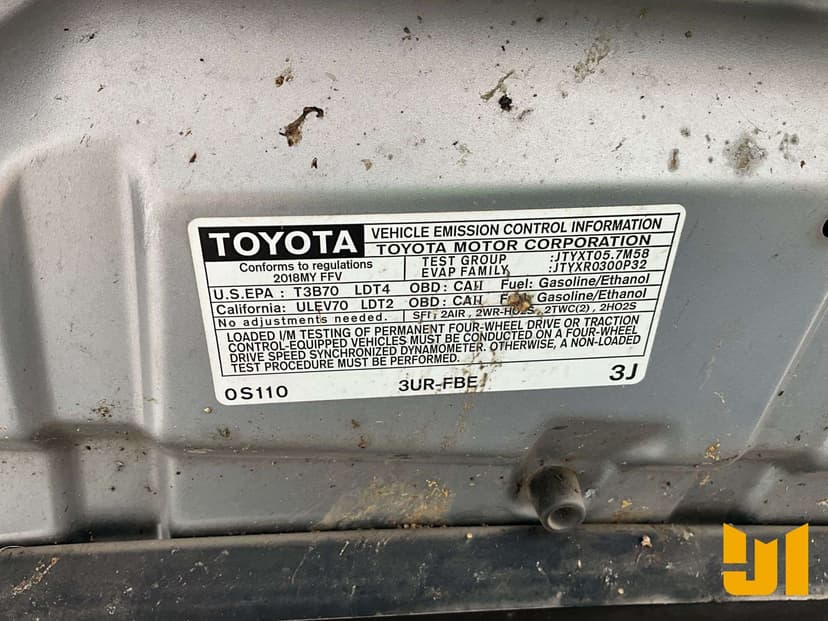 TOYOTA
VEHICLE EMISSION CONTROL INFORMATION
TOYOTA MOTOR CORPORATION
Conforms to regulations
2018MY FFV
TEST GROUP :JTYXT05.7M58
EVAP FAMILY :JTYXR0300P32
U.S.EPA : T3B70 LDT4 OBD: CAII Fuel: Gasoline/Ethanol
California: ULEV70 LDT2 OBD: CAII Fuel: Gasoline/Ethanol
No adjustments needed. SFI, 2AIR, 2WR-HO2S, 2TWC(2), 2HO2S
LOADED I/M TESTING OF PERMANENT FOUR-WHEEL DRIVE OR TRACTION
CONTROL-EQUIPPED VEHICLES MUST BE CONDUCTED ON A FOUR-WHEEL
DRIVE SPEED SYNCHRONIZED DYNAMOMETER. OTHERWISE, A NON-LOADED
TEST PROCEDURE MUST BE PERFORMED.
0S110 3UR-FBE 3J